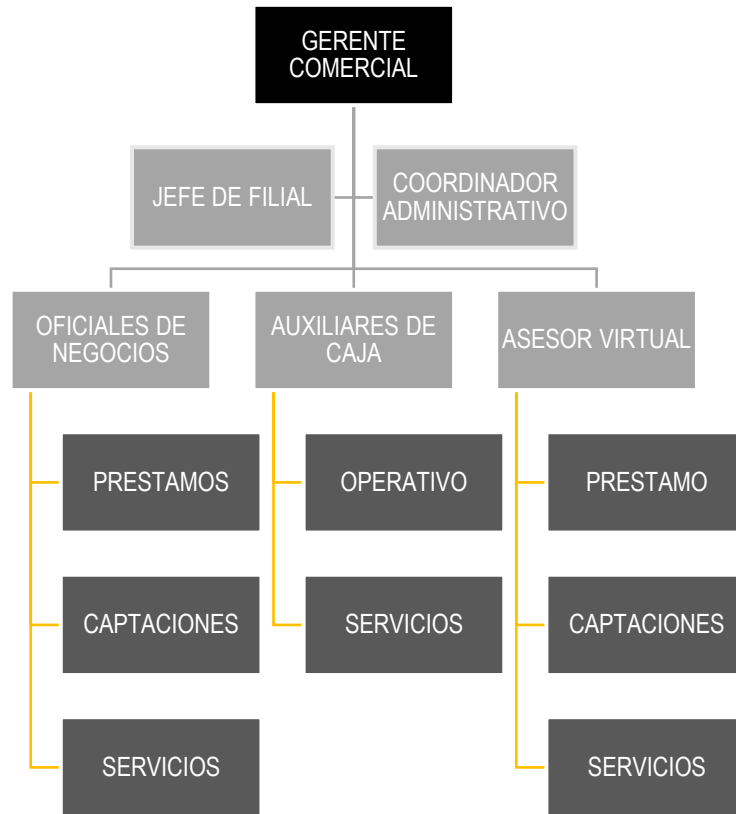 GERENTE
COMERCIAL
JEFE DE FILIAL
COORDINADOR
ADMINISTRATIVO
OFICIALES DE
NEGOCIOS
AUXILIARES DE
CAJA
ASESOR VIRTUAL
PRESTAMOS
OPERATIVO
PRESTAMO
CAPTACIONES
SERVICIOS
CAPTACIONES
SERVICIOS
SERVICIOS